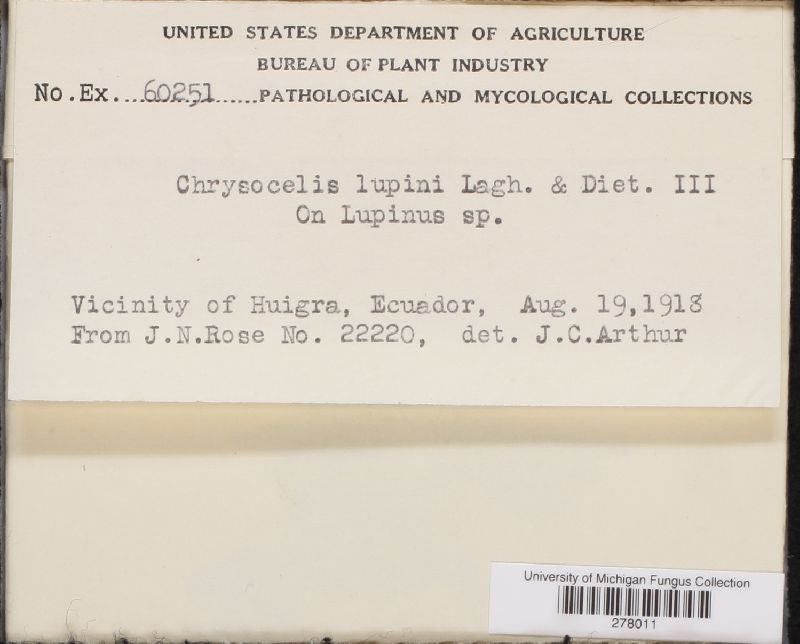 UNITED STATES DEPARTMENT OF AGRICULTURE
BUREAU OF PLANT INDUSTRY
No.Ex....60251......PATHOLOGICAL AND MYCOLOGICAL COLLECTIONS
Chrysocelis lupini Lagh. & Diet. III
On Lupinus sp.
Vicinity of Huigra, Ecuador, Aug. 19,1918
From J.N.Rose No. 22220, det. J.C.Arthur
University of Michigan Fungus Collection
278011